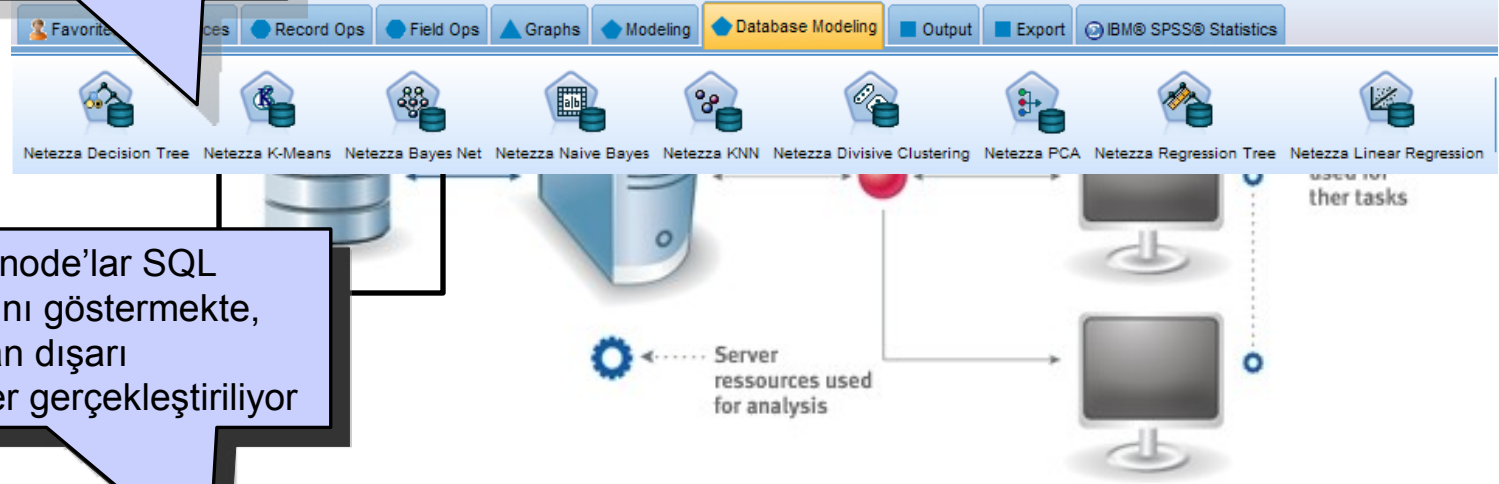 Favorite ces Record Ops Field Ops Graphs Modeling Database Modeling Output Export IBM® SPSS® Statistics
Netezza Decision Tree Netezza K-Means Netezza Bayes Net Netezza Naive Bayes Netezza KNN Netezza Divisive Clustering Netezza PCA Netezza Regression Tree Netezza Linear Regression
used for
ther tasks
node’lar SQL
nı göstermekte,
an dışarı
er gerçekleştiriliyor
Server
ressources used
for analysis